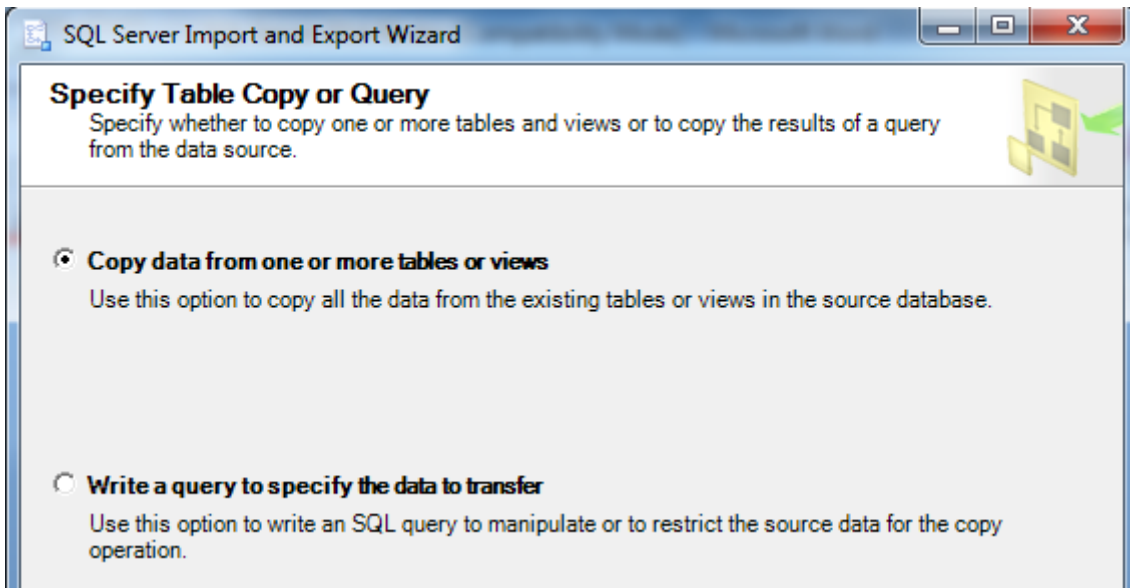 SQL Server Import and Export Wizard
Specify Table Copy or Query
Specify whether to copy one or more tables and views or to copy the results of a query
from the data source.
Copy data from one or more tables or views
Use this option to copy all the data from the existing tables or views in the source database.
Write a query to specify the data to transfer
Use this option to write an SQL query to manipulate or to restrict the source data for the copy
operation.